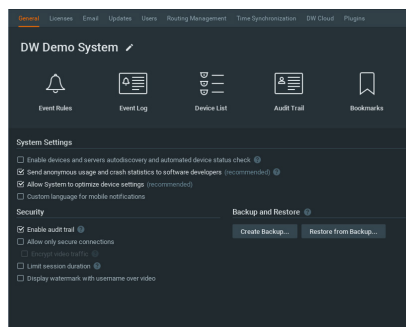 General Licenses Email Updates Users Routing Management Time Synchronization DW Cloud Plugins
DW Demo System
Event Rules Event Log Device List Audit Trail Bookmarks
System Settings
Enable devices and servers autodiscovery and automated device status check ?
Send anonymous usage and crash statistics to software developers (recommended) ?
Allow System to optimize device settings (recommended)
Custom language for mobile notifications
Security Backup and Restore ?
Enable audit trail ? Create Backup... Restore from Backup...
Allow only secure connections
Encrypt video traffic ?
Limit session duration ?
Display watermark with username over video